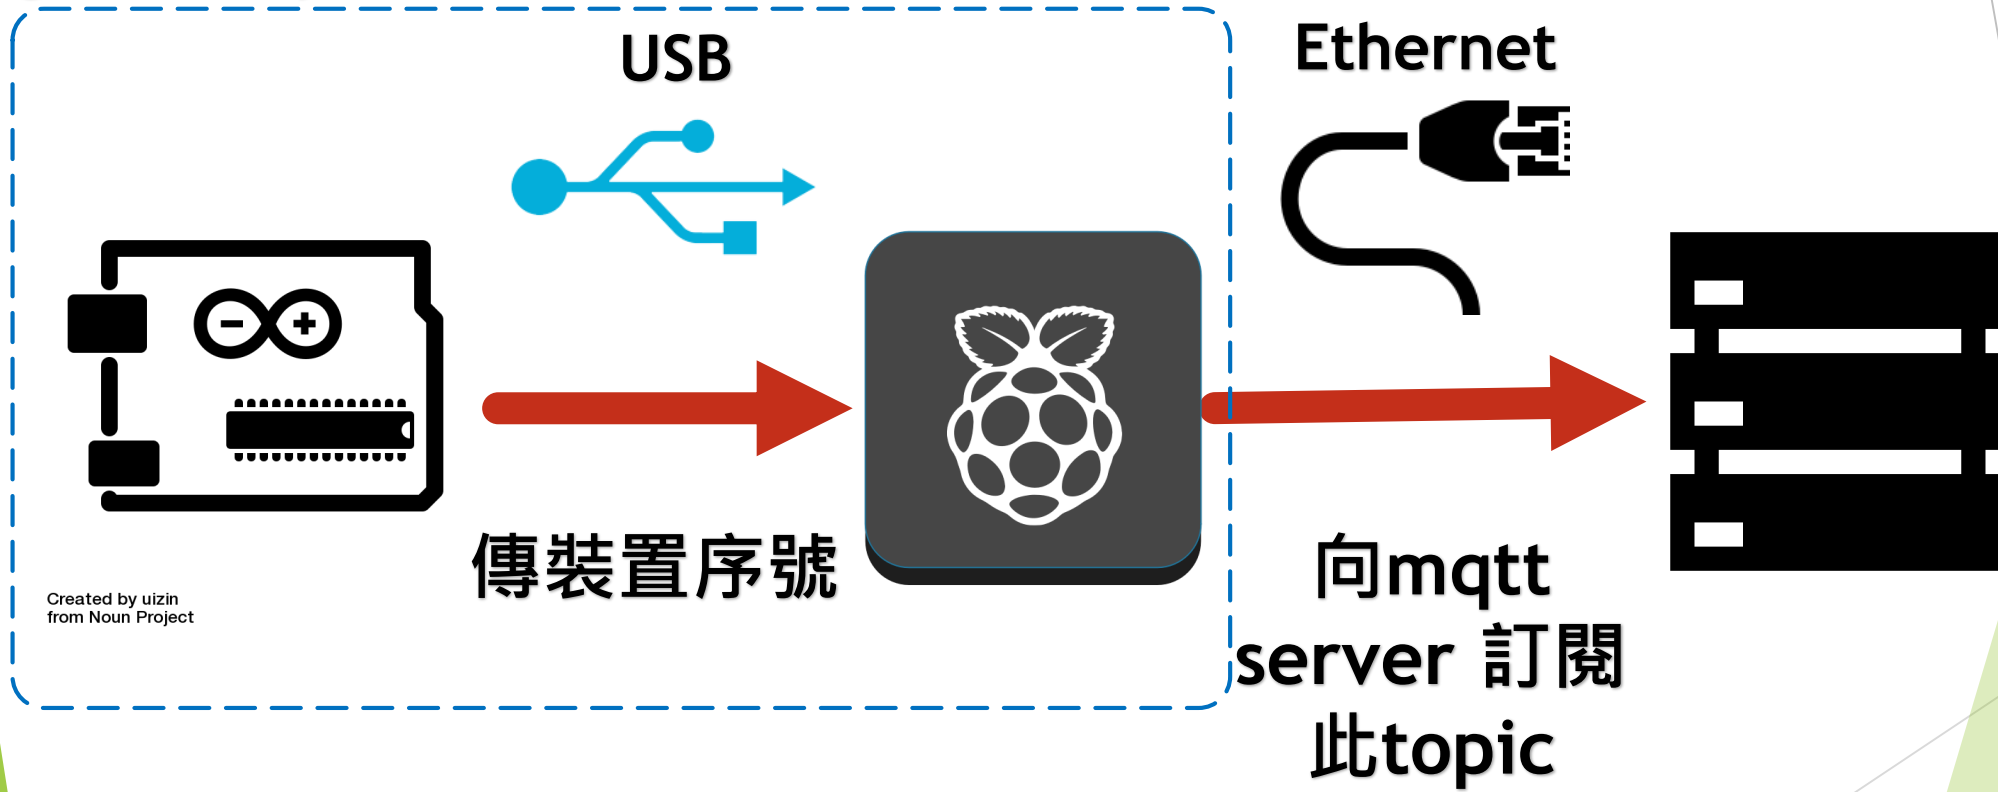 USB
Ethernet
傳裝置序號
Created by uizin
from Noun Project
向mqtt
server 訂閱
此topic